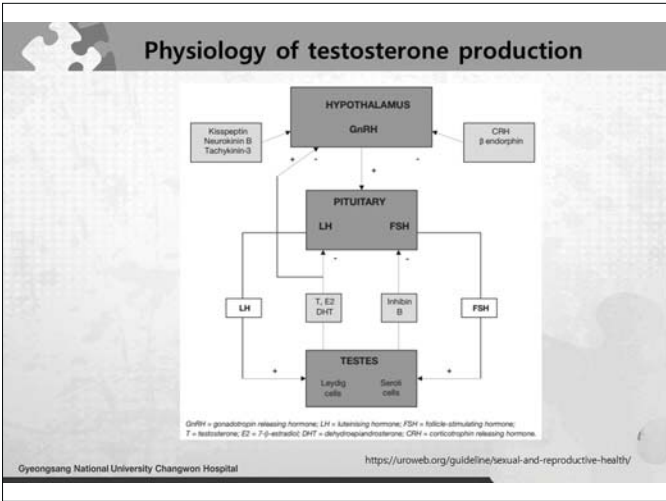 Physiology of testosterone production
HYPOTHALAMUS
GnRH
Kisspeptin
Neurokinin B
Tachykinin-3
CRH
β endorphin
+ -
-
+
PITUITARY
LH FSH
- -
LH
T, E2
DHT
Inhibin
B
FSH
+ +
TESTES
Leydig
cells
Seroli
cells
GnRH = gonadotropin releasing hormone; LH = luteinising hormone; FSH = follicle-stimulating hormone;
T = testosterone; E2 = 7-β-estradiol; DHT = dehydroepiandrosterone; CRH = corticotrophin releasing hormone.
https://uroweb.org/guideline/sexual-and-reproductive-health/
Gyeongsang National University Changwon Hospital